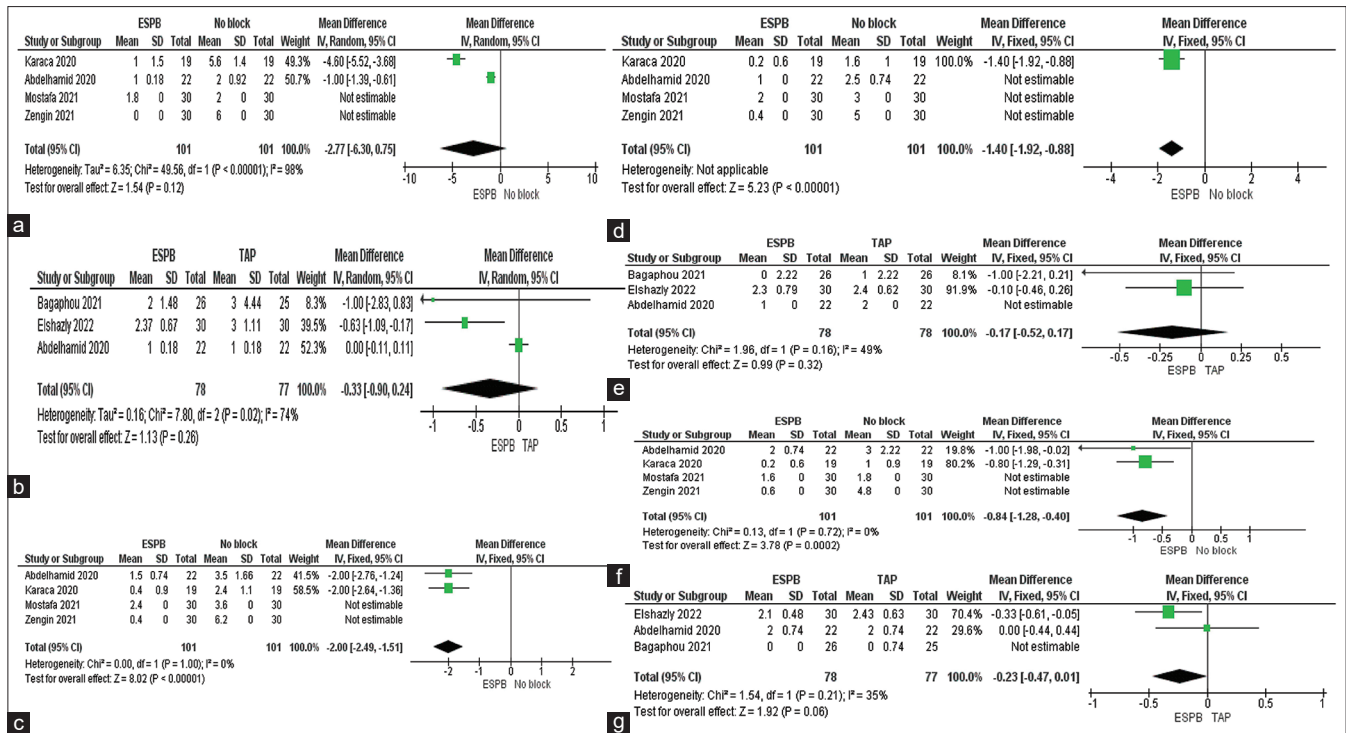 ESPB No block Mean Difference Mean Difference
Study or Subgroup Mean SD Total Mean SD Total Weight IV, Random, 95% CI IV, Random, 95% CI
Karaca 2020 1 1.5 19 5.6 1.4 19 49.3% -4.60 [-5.52, -3.68]
Abdelhamid 2020 1 0.18 22 2 0.92 22 50.7% -1.00 [-1.39, -0.61]
Mostafa 2021 1.8 0 30 2 0 30 Not estimable
Zengin 2021 0 0 30 6 0 30 Not estimable
Total (95% CI) 101 101 100.0% -2.77 [-6.30, 0.75]
Heterogeneity: Tau² = 6.35; Chi² = 49.56, df = 1 (P < 0.00001); I² = 98%
Test for overall effect: Z = 1.54 (P = 0.12)
-10 -5 0 5 10
ESPB No block
a
ESPB TAP Mean Difference Mean Difference
Study or Subgroup Mean SD Total Mean SD Total Weight IV, Random, 95% CI IV, Random, 95% CI
Bagaphou 2021 2 1.48 26 3 4.44 25 8.3% -1.00 [-2.83, 0.83]
Elshazly 2022 2.37 0.67 30 3 1.11 30 39.5% -0.63 [-1.09, -0.17]
Abdelhamid 2020 1 0.18 22 1 0.18 22 52.3% 0.00 [-0.11, 0.11]
Total (95% CI) 78 77 100.0% -0.33 [-0.90, 0.24]
Heterogeneity: Tau² = 0.16; Chi² = 7.80, df = 2 (P = 0.02); I² = 74%
Test for overall effect: Z = 1.13 (P = 0.26)
-1 -0.5 0 0.5 1
ESPB TAP
b
ESPB No block Mean Difference Mean Difference
Study or Subgroup Mean SD Total Mean SD Total Weight IV, Fixed, 95% CI IV, Fixed, 95% CI
Abdelhamid 2020 1.5 0.74 22 3.5 1.66 22 41.5% -2.00 [-2.76, -1.24]
Karaca 2020 0.4 0.9 19 2.4 1.1 19 58.5% -2.00 [-2.64, -1.36]
Mostafa 2021 2.4 0 30 3.6 0 30 Not estimable
Zengin 2021 0.4 0 30 6.2 0 30 Not estimable
Total (95% CI) 101 101 100.0% -2.00 [-2.49, -1.51]
Heterogeneity: Chi² = 0.00, df = 1 (P = 1.00); I² = 0%
Test for overall effect: Z = 8.02 (P < 0.00001)
-2 -1 0 1 2
ESPB No block
c
ESPB No block Mean Difference Mean Difference
Study or Subgroup Mean SD Total Mean SD Total Weight IV, Fixed, 95% CI IV, Fixed, 95% CI
Karaca 2020 0.2 0.6 19 1.6 1 19 100.0% -1.40 [-1.92, -0.88]
Abdelhamid 2020 1 0 22 2.5 0.74 22 Not estimable
Mostafa 2021 2 0 30 3 0 30 Not estimable
Zengin 2021 0.4 0 30 5 0 30 Not estimable
Total (95% CI) 101 101 100.0% -1.40 [-1.92, -0.88]
Heterogeneity: Not applicable
Test for overall effect: Z = 5.23 (P < 0.00001)
-4 -2 0 2 4
ESPB No block
d
ESPB TAP Mean Difference Mean Difference
Study or Subgroup Mean SD Total Mean SD Total Weight IV, Fixed, 95% CI IV, Fixed, 95% CI
Bagaphou 2021 0 2.22 26 1 2.22 26 8.1% -1.00 [-2.21, 0.21]
Elshazly 2022 2.3 0.79 30 2.4 0.62 30 91.9% -0.10 [-0.46, 0.26]
Abdelhamid 2020 1 0 22 2 0 22 Not estimable
Total (95% CI) 78 78 100.0% -0.17 [-0.52, 0.17]
Heterogeneity: Chi² = 1.96, df = 1 (P = 0.16); I² = 49%
Test for overall effect: Z = 0.99 (P = 0.32)
-0.5 -0.25 0 0.25 0.5
ESPB TAP
e
ESPB No block Mean Difference Mean Difference
Study or Subgroup Mean SD Total Mean SD Total Weight IV, Fixed, 95% CI IV, Fixed, 95% CI
Abdelhamid 2020 2 0.74 22 3 2.22 22 19.8% -1.00 [-1.98, -0.02]
Karaca 2020 0.2 0.6 19 1 0.9 19 80.2% -0.80 [-1.29, -0.31]
Mostafa 2021 1.6 0 30 1.8 0 30 Not estimable
Zengin 2021 0.6 0 30 4.8 0 30 Not estimable
Total (95% CI) 101 101 100.0% -0.84 [-1.28, -0.40]
Heterogeneity: Chi² = 0.13, df = 1 (P = 0.72); I² = 0%
Test for overall effect: Z = 3.78 (P = 0.0002)
-1 -0.5 0 0.5 1
ESPB No block
f
ESPB TAP Mean Difference Mean Difference
Study or Subgroup Mean SD Total Mean SD Total Weight IV, Fixed, 95% CI IV, Fixed, 95% CI
Elshazly 2022 2.1 0.48 30 2.43 0.63 30 70.4% -0.33 [-0.61, -0.05]
Abdelhamid 2020 2 0.74 22 2 0.74 22 29.6% 0.00 [-0.44, 0.44]
Bagaphou 2021 0 0 26 0 0.74 25 Not estimable
Total (95% CI) 78 77 100.0% -0.23 [-0.47, 0.01]
Heterogeneity: Chi² = 1.54, df = 1 (P = 0.21); I² = 35%
Test for overall effect: Z = 1.92 (P = 0.06)
-1 -0.5 0 0.5 1
ESPB TAP
g